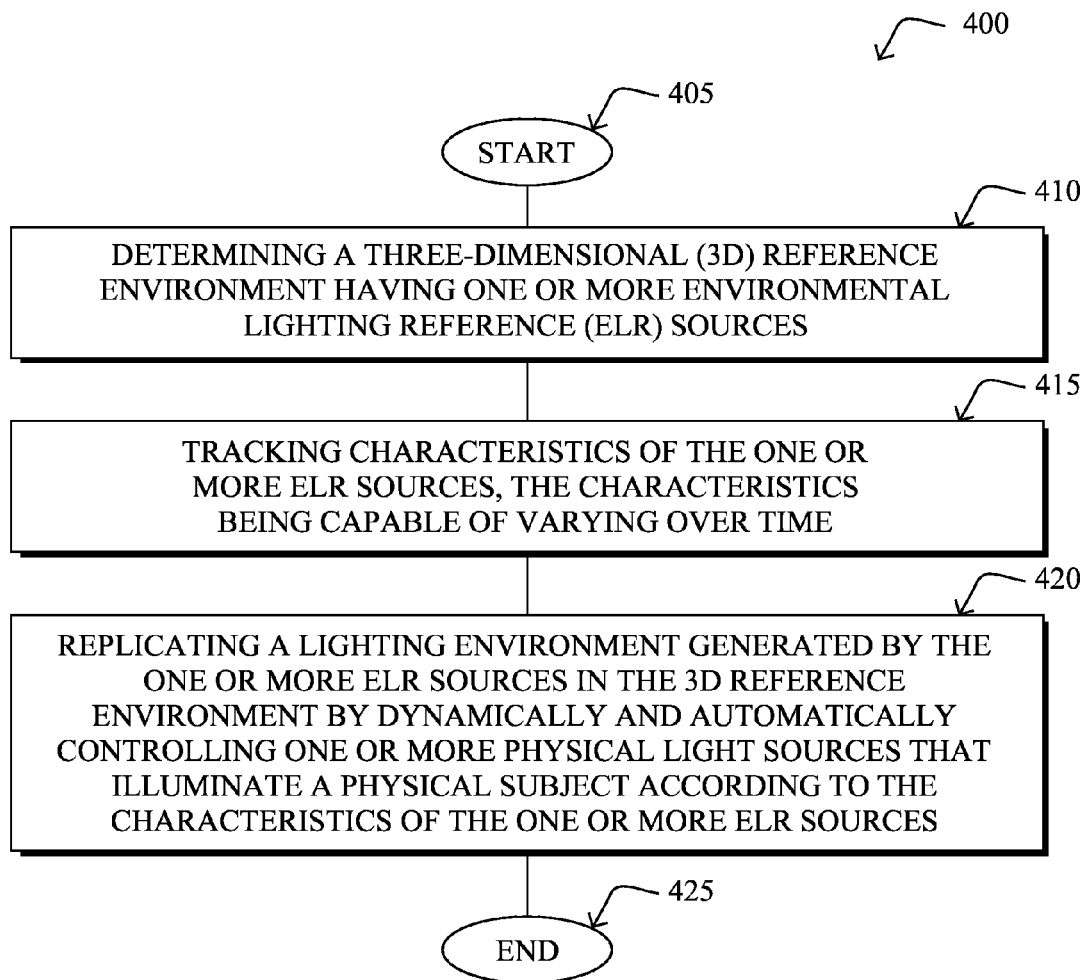 400
405
START
410
DETERMINING A THREE-DIMENSIONAL (3D) REFERENCE
ENVIRONMENT HAVING ONE OR MORE ENVIRONMENTAL
LIGHTING REFERENCE (ELR) SOURCES
415
TRACKING CHARACTERISTICS OF THE ONE OR
MORE ELR SOURCES, THE CHARACTERISTICS
BEING CAPABLE OF VARYING OVER TIME
420
REPLICATING A LIGHTING ENVIRONMENT GENERATED BY THE
ONE OR MORE ELR SOURCES IN THE 3D REFERENCE
ENVIRONMENT BY DYNAMICALLY AND AUTOMATICALLY
CONTROLLING ONE OR MORE PHYSICAL LIGHT SOURCES THAT
ILLUMINATE A PHYSICAL SUBJECT ACCORDING TO THE
CHARACTERISTICS OF THE ONE OR MORE ELR SOURCES
425
END